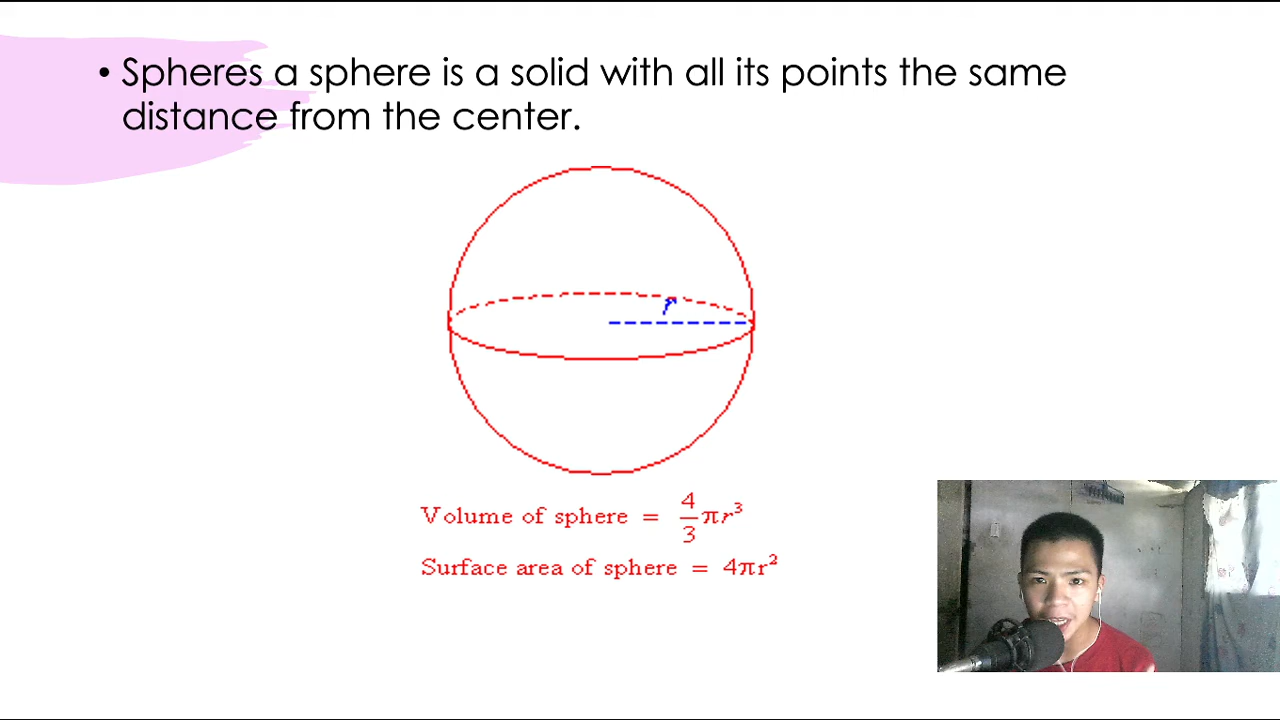 • Spheres a sphere is a solid with all its points the same
distance from the center.
r
Volume of sphere = 4/3 πr³
Surface area of sphere = 4πr²